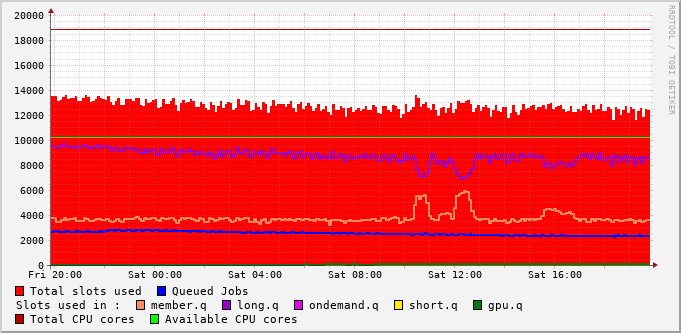 RRDTOOL / TOBI OETIKER
20000
18000
16000
14000
12000
10000
8000
6000
4000
2000
0
Fri 20:00 Sat 00:00 Sat 04:00 Sat 08:00 Sat 12:00 Sat 16:00
Total slots used Queued Jobs
Slots used in : member.q long.q ondemand.q short.q gpu.q
Total CPU cores Available CPU cores